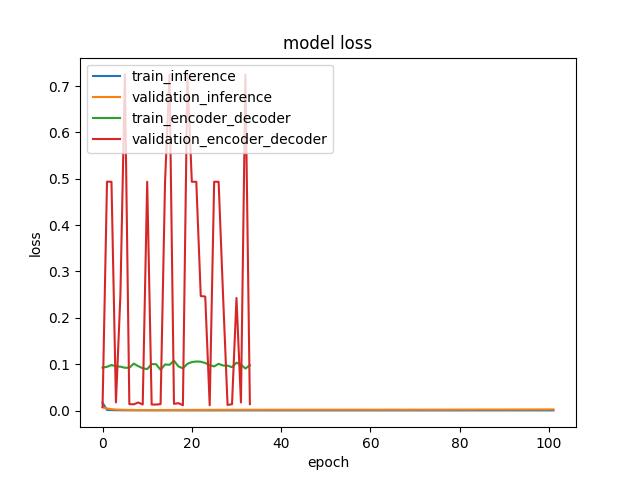 model loss
train_inference
validation_inference
train_encoder_decoder
validation_encoder_decoder
loss
0.7
0.6
0.5
0.4
0.3
0.2
0.1
0.0
0 20 40 60 80 100
epoch